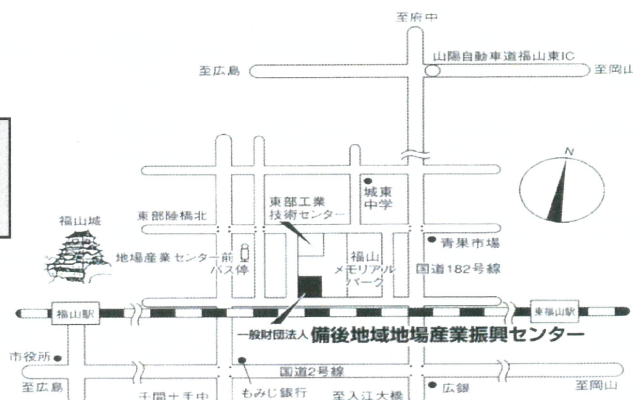 至府中
山陽自動車道福山東IC
至広島
至岡山
N
城東
中学
東部工業
技術センター
東部陸橋北
福山城
青果市場
地場産業センター前
バス停
福山
メモリアル
パーク
国道182号線
福山駅
東福山駅
一般財団法人 備後地域地場産業振興センター
市役所
国道2号線
至広島
もみじ銀行
至入江大橋
広銀
至岡山